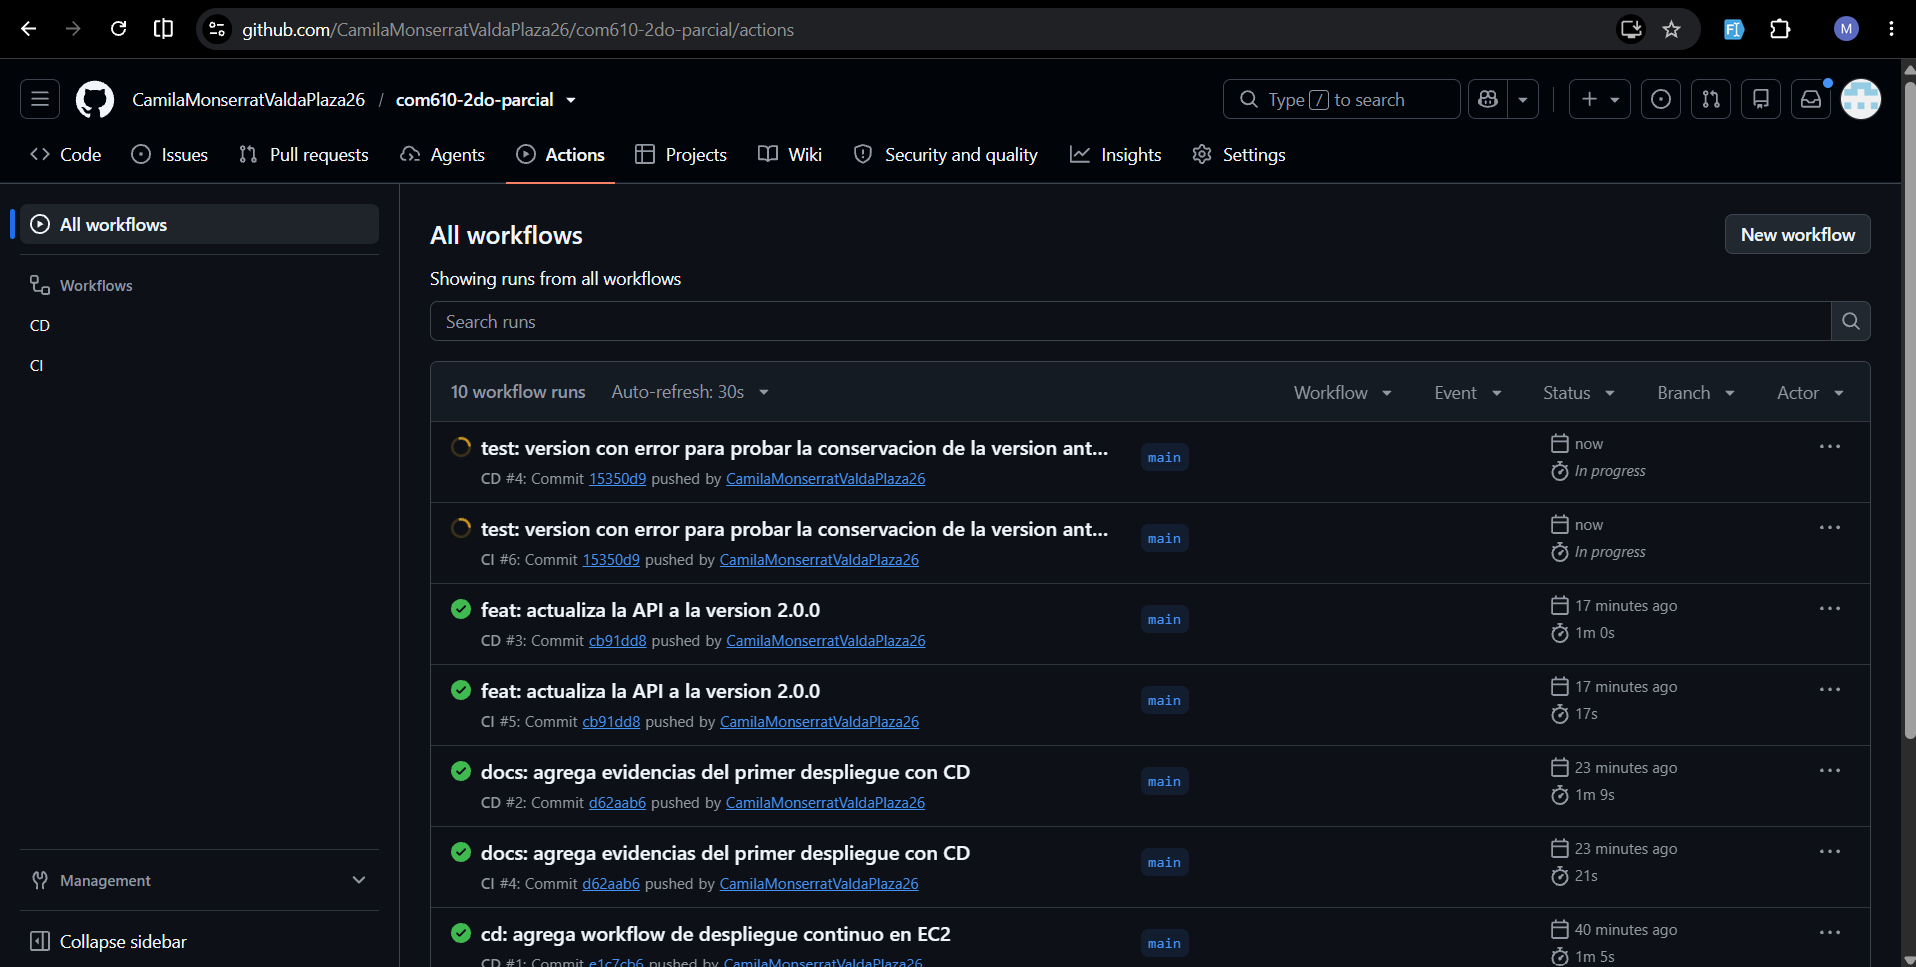 github.com/CamilaMonserratValdaPlaza26/com610-2do-parcial/actions
M
CamilaMonserratValdaPlaza26 / com610-2do-parcial
Type / to search
Code
Issues
Pull requests
Agents
Actions
Projects
Wiki
Security and quality
Insights
Settings
All workflows
Workflows
CD
CI
Management
Collapse sidebar
All workflows
New workflow
Showing runs from all workflows
Search runs
10 workflow runs Auto-refresh: 30s Workflow Event Status Branch Actor
test: version con error para probar la conservacion de la version ant... main now
CD #4: Commit 15350d9 pushed by CamilaMonserratValdaPlaza26 In progress
test: version con error para probar la conservacion de la version ant... main now
CI #6: Commit 15350d9 pushed by CamilaMonserratValdaPlaza26 In progress
feat: actualiza la API a la version 2.0.0 main 17 minutes ago
CD #3: Commit cb91dd8 pushed by CamilaMonserratValdaPlaza26 1m 0s
feat: actualiza la API a la version 2.0.0 main 17 minutes ago
CI #5: Commit cb91dd8 pushed by CamilaMonserratValdaPlaza26 17s
docs: agrega evidencias del primer despliegue con CD main 23 minutes ago
CD #2: Commit d62aab6 pushed by CamilaMonserratValdaPlaza26 1m 9s
docs: agrega evidencias del primer despliegue con CD main 23 minutes ago
CI #4: Commit d62aab6 pushed by CamilaMonserratValdaPlaza26 21s
cd: agrega workflow de despliegue continuo en EC2 main 40 minutes ago
CD #1: Commit e1c7cb6 pushed by CamilaMonserratValdaPlaza26 1m 5s